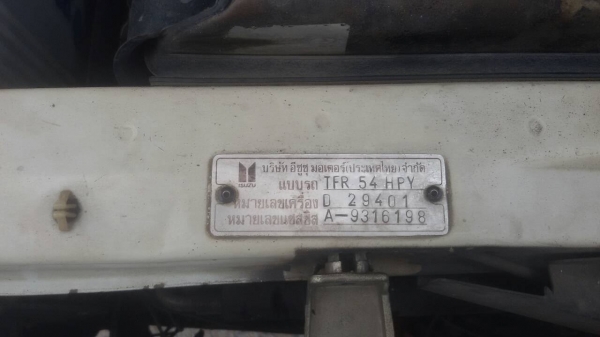 บริษัท อีซูซุ มอเตอร์(ประเทศไทย)จำกัด
ISUZU
แบบรถ TFR 54 HPY
หมายเลขเครื่อง D 29401
หมายเลขแชสซีส A-9316198